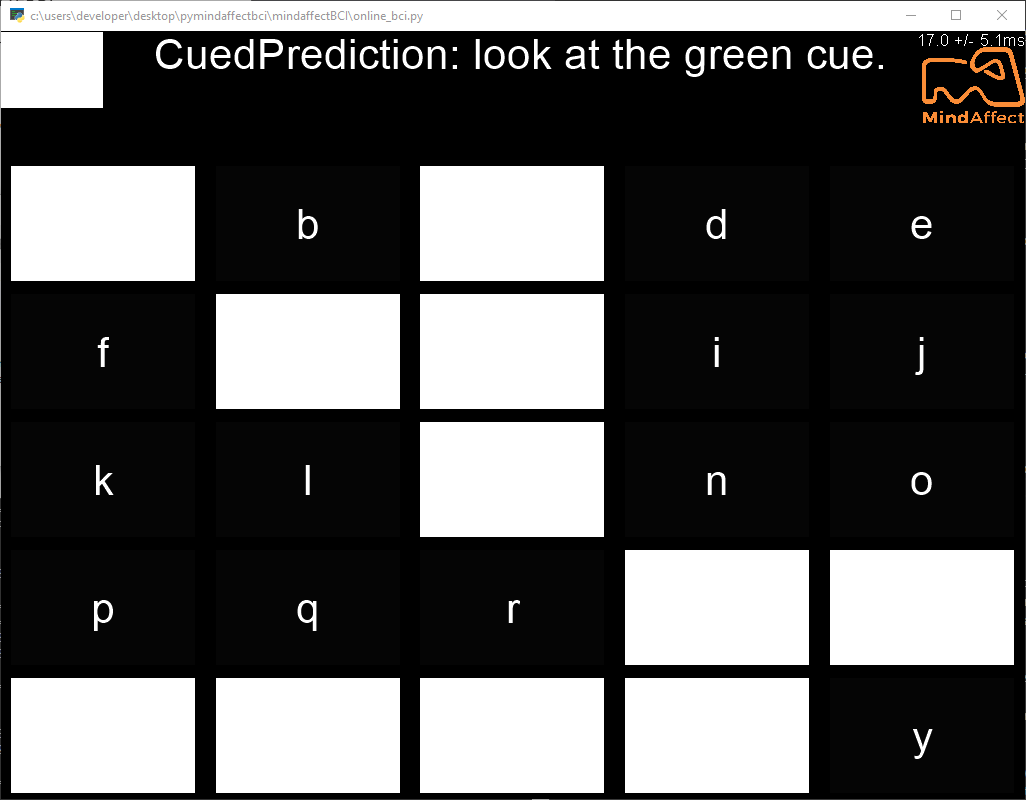 c:\users\developer\desktop\pymindaffectbci\mindaffectBCI\online_bci.py
CuedPrediction: look at the green cue.
17.0 +/- 5.1ms
MindAffect
b d e
f i j
k l n o
p q r
y